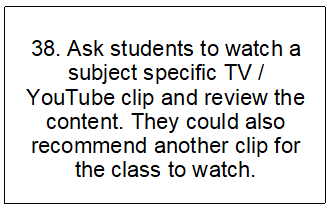 38. Ask students to watch a
subject specific TV /
YouTube clip and review the
content. They could also
recommend another clip for
the class to watch.